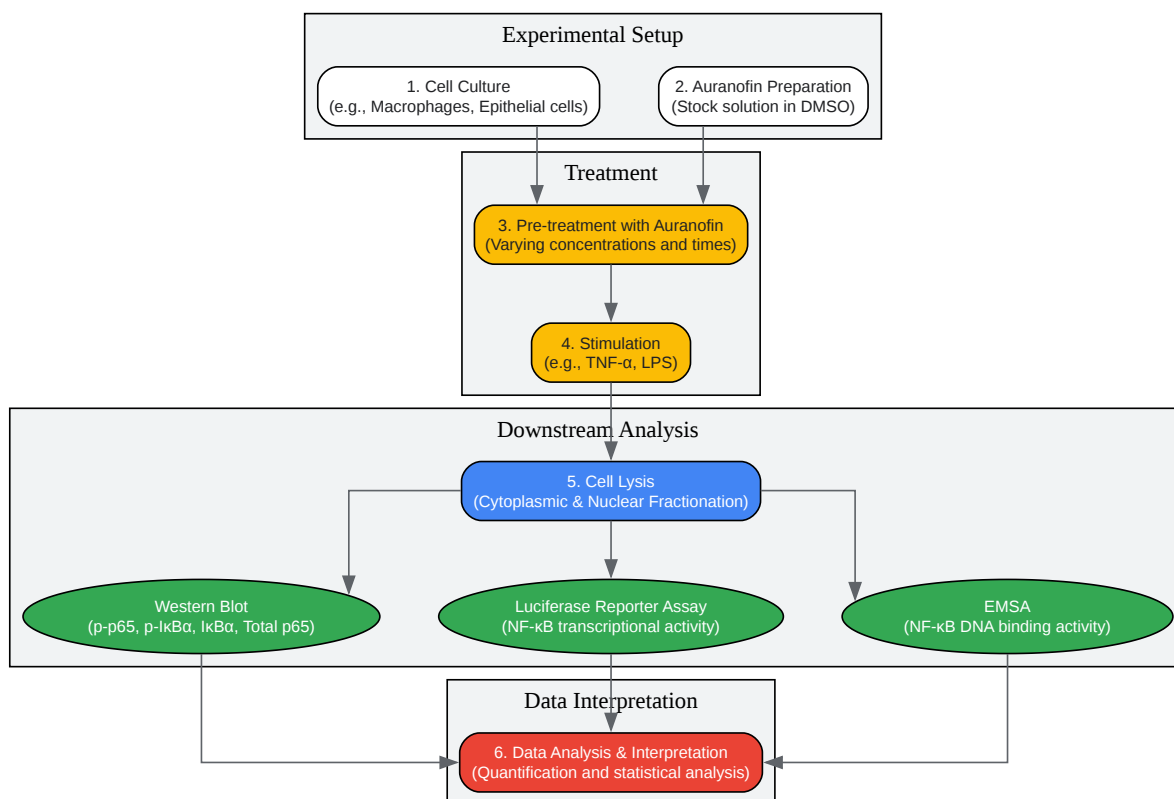 Experimental Setup
1. Cell Culture
(e.g., Macrophages, Epithelial cells)
2. Auranofin Preparation
(Stock solution in DMSO)
Treatment
3. Pre-treatment with Auranofin
(Varying concentrations and times)
4. Stimulation
(e.g., TNF-α, LPS)
Downstream Analysis
5. Cell Lysis
(Cytoplasmic & Nuclear Fractionation)
Western Blot
(p-p65, p-IκBα, IκBα, Total p65)
Luciferase Reporter Assay
(NF-κB transcriptional activity)
EMSA
(NF-κB DNA binding activity)
Data Interpretation
6. Data Analysis & Interpretation
(Quantification and statistical analysis)